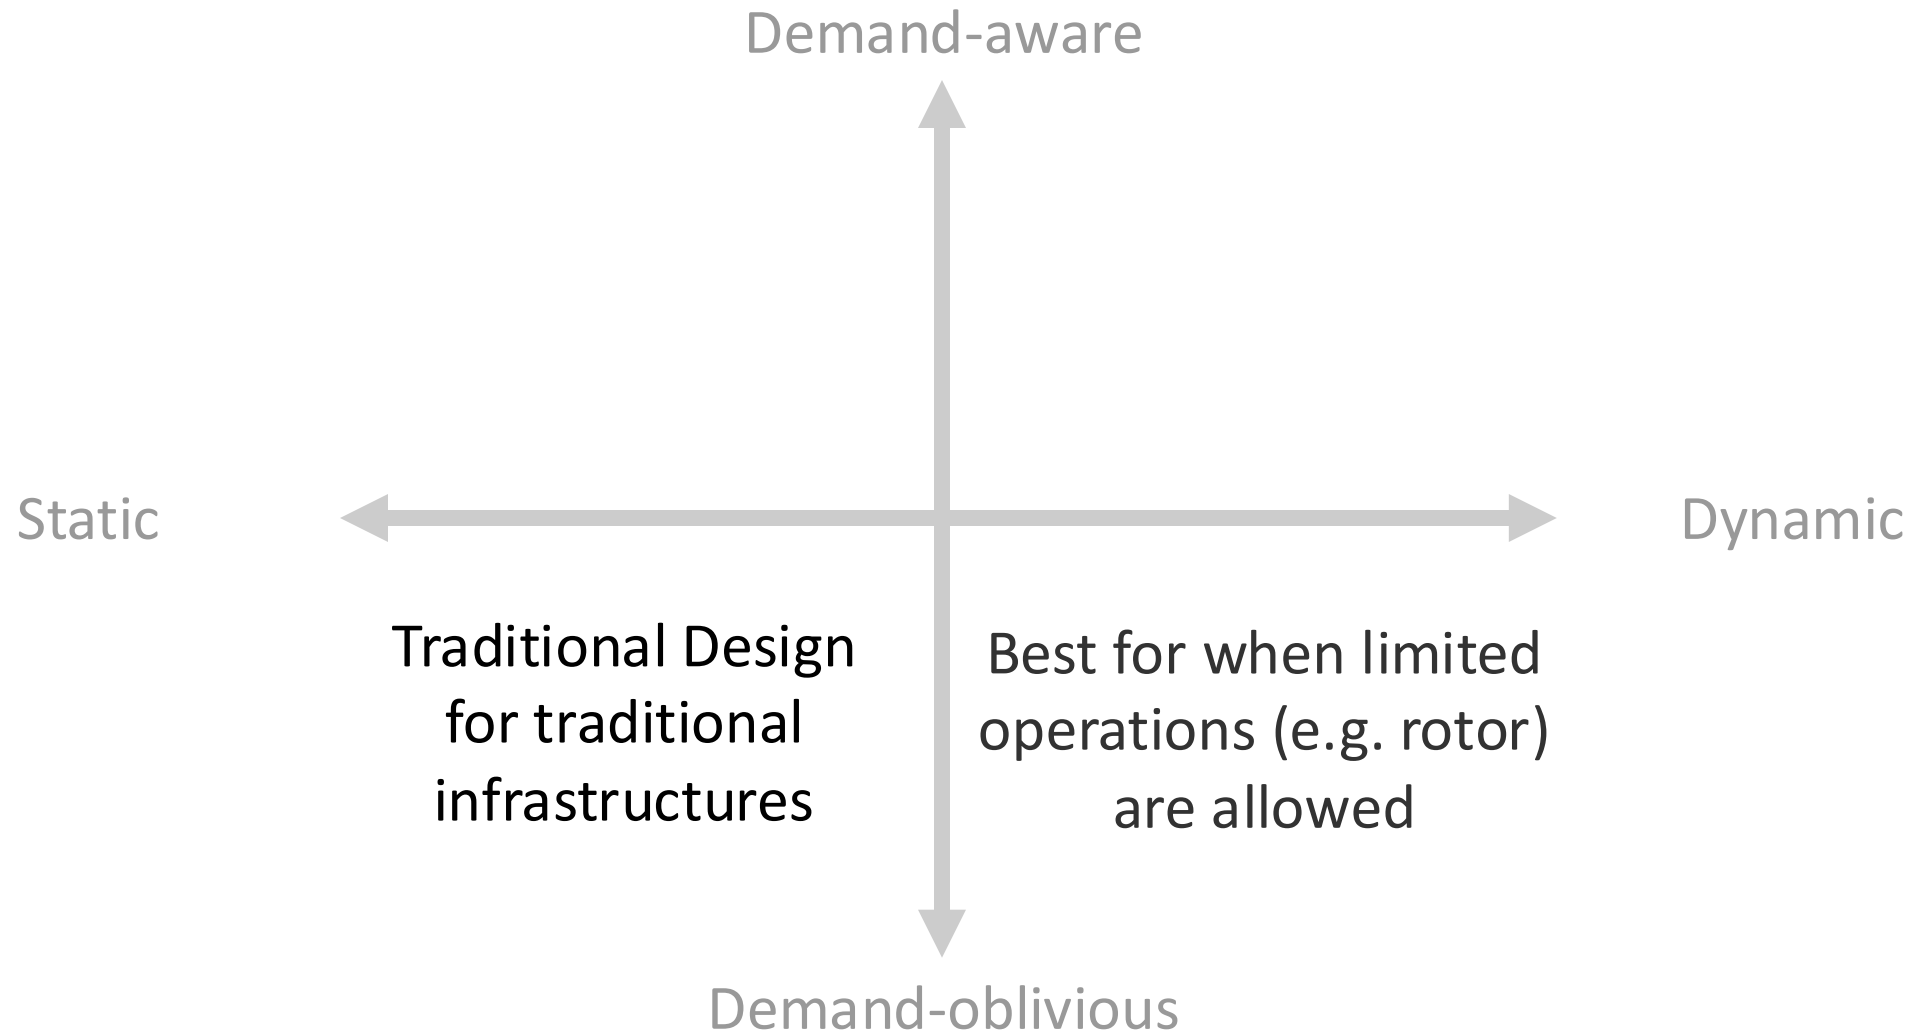 Demand-aware
Static
Dynamic
Traditional Design
for traditional
infrastructures
Best for when limited
operations (e.g. rotor)
are allowed
Demand-oblivious